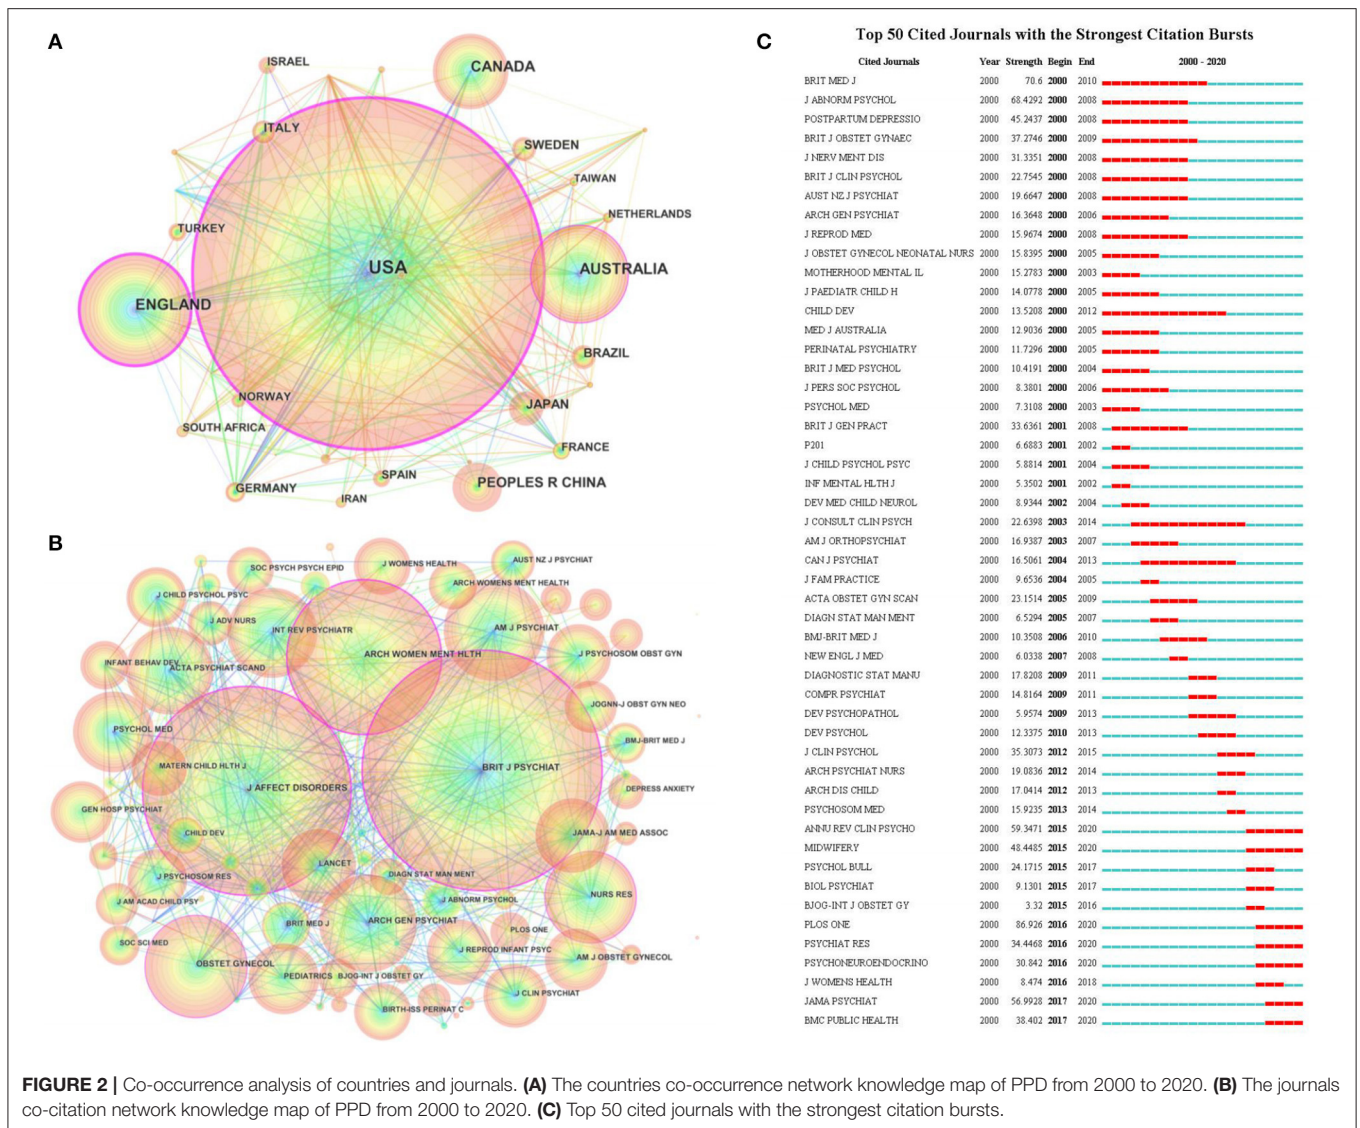 A
ISRAEL
CANADA
ITALY
SWEDEN
TAIWAN
NETHERLANDS
TURKEY
USA
AUSTRALIA
ENGLAND
BRAZIL
NORWAY
JAPAN
SOUTH AFRICA
FRANCE
SPAIN
PEOPLES R CHINA
GERMANY
IRAN
B
SOC PSYCH PSYCH EPID
J WOMENS HEALTH
AUST NZ J PSYCHIAT
ARCH WOMENS MENT HEALTH
J CHILD PSYCHOL PSYC
J ADV NURS
INT REV PSYCHIATR
AM J PSYCHIAT
ARCH WOMEN MENT HLTH
J PSYCHOSOM OBST GYN
INFANT BEHAV DEV
ACTA PSYCHIAT SCAND
JOGNN-J OBST GYN NEO
PSYCHOL MED
BMJ-BRIT MED J
MATERN CHILD HLTH J
BRIT J PSYCHIAT
J AFFECT DISORDERS
DEPRESS ANXIETY
GEN HOSP PSYCHIAT
CHILD DEV
JAMA-J AM MED ASSOC
LANCET
J PSYCHOSOM RES
DIAGN STAT MAN MENT
NURS RES
J AM ACAD CHILD PSY
J ABNORM PSYCHOL
BRIT MED J
ARCH GEN PSYCHIAT
PLOS ONE
SOC SCI MED
J REPROD INFANT PSYC
AM J OBSTET GYNECOL
OBSTET GYNECOL
PEDIATRICS
BJOG-INT J OBSTET GY
J CLIN PSYCHIAT
BIRTH-ISS PERINAT C
C
Top 50 Cited Journals with the Strongest Citation Bursts
Cited Journals Year Strength Begin End 2000 - 2020
BRIT MED J 2000 70.6 2000 2010
J ABNORM PSYCHOL 2000 68.4292 2000 2008
POSTPARTUM DEPRESSIO 2000 45.2437 2000 2008
BRIT J OBSTET GYNAEC 2000 37.2746 2000 2009
J NERV MENT DIS 2000 31.3351 2000 2008
BRIT J CLIN PSYCHOL 2000 22.7545 2000 2008
AUST NZ J PSYCHIAT 2000 19.6647 2000 2008
ARCH GEN PSYCHIAT 2000 16.3648 2000 2006
J REPROD MED 2000 15.9674 2000 2008
J OBSTET GYNECOL NEONATAL NURS 2000 15.8395 2000 2005
MOTHERHOOD MENTAL IL 2000 15.2783 2000 2003
J PAEDIATR CHILD H 2000 14.0778 2000 2005
CHILD DEV 2000 13.5208 2000 2012
MED J AUSTRALIA 2000 12.9036 2000 2005
PERINATAL PSYCHIATRY 2000 11.7296 2000 2005
BRIT J MED PSYCHOL 2000 10.4191 2000 2004
J PERS SOC PSYCHOL 2000 8.3801 2000 2006
PSYCHOL MED 2000 7.3108 2000 2003
BRIT J GEN PRACT 2000 33.6361 2001 2008
P201 2000 6.6883 2001 2002
J CHILD PSYCHOL PSYC 2000 5.8814 2001 2004
INF MENTAL HLTH J 2000 5.3502 2001 2002
DEV MED CHILD NEUROL 2000 8.9344 2002 2004
J CONSULT CLIN PSYCH 2000 22.6398 2003 2014
AM J ORTHOPSYCHIAT 2000 16.9387 2003 2007
CAN J PSYCHIAT 2000 16.5061 2004 2013
J FAM PRACTICE 2000 9.6536 2004 2005
ACTA OBSTET GYN SCAN 2000 23.1514 2005 2009
DIAGN STAT MAN MENT 2000 6.5294 2005 2007
BMJ-BRIT MED J 2000 10.3508 2006 2010
NEW ENGL J MED 2000 6.0338 2007 2008
DIAGNOSTIC STAT MANU 2000 17.8208 2009 2011
COMPR PSYCHIAT 2000 14.8164 2009 2011
DEV PSYCHOPATHOL 2000 5.9574 2009 2013
DEV PSYCHOL 2000 12.3375 2010 2013
J CLIN PSYCHOL 2000 35.3073 2012 2015
ARCH PSYCHIAT NURS 2000 19.0836 2012 2014
ARCH DIS CHILD 2000 17.0414 2012 2013
PSYCHOSOM MED 2000 15.9235 2013 2014
ANNU REV CLIN PSYCHO 2000 59.3471 2015 2020
MIDWIFERY 2000 48.4485 2015 2020
PSYCHOL BULL 2000 24.1715 2015 2017
BIOL PSYCHIAT 2000 9.1301 2015 2017
BJOG-INT J OBSTET GY 2000 3.32 2015 2016
PLOS ONE 2000 86.926 2016 2020
PSYCHIAT RES 2000 34.4468 2016 2020
PSYCHONEUROENDOCRINO 2000 30.842 2016 2020
J WOMENS HEALTH 2000 8.474 2016 2018
JAMA PSYCHIAT 2000 56.9928 2017 2020
BMC PUBLIC HEALTH 2000 38.402 2017 2020
FIGURE 2 | Co-occurrence analysis of countries and journals. (A) The countries co-occurrence network knowledge map of PPD from 2000 to 2020. (B) The journals
co-citation network knowledge map of PPD from 2000 to 2020. (C) Top 50 cited journals with the strongest citation bursts.